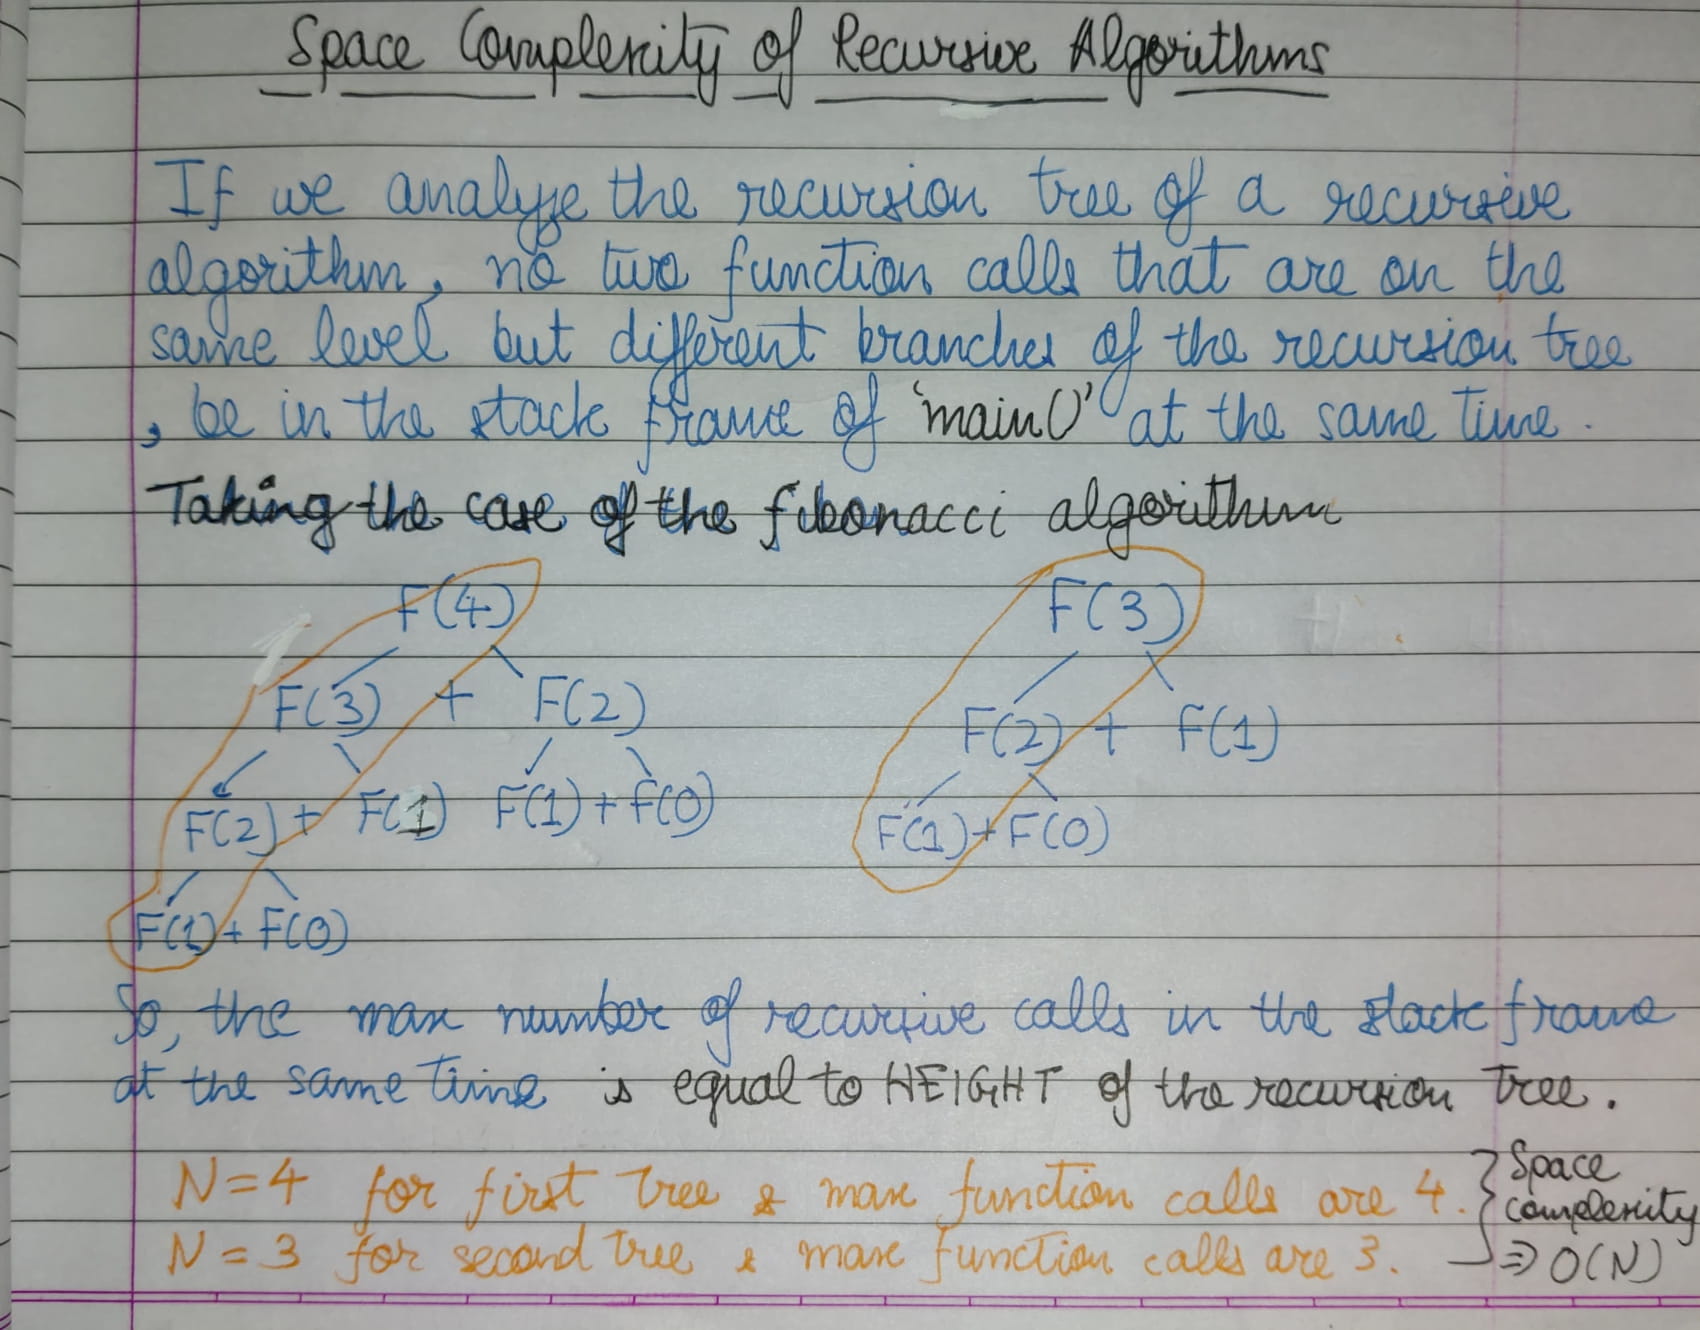 Space Complexity of Recursive Algorithms
If we analyze the recursion tree of a recursive
algorithm, no two function calls that are on the
same level but different branches of the recursion tree
, be in the stack frame of 'main()' at the same time.
Taking the case of the fibonacci algorithm
F(4) F(3)
F(3) + F(2) F(2) + F(1)
F(2) + F(1) F(1) + F(0) F(1) + F(0)
F(1) + F(0)
So, the max number of recursive calls in the stack frame
at the same time is equal to HEIGHT of the recursion tree.
N = 4 for first tree & max function calls are 4.
N = 3 for second tree & max function calls are 3.
Space
complexity
⇒ O(N)